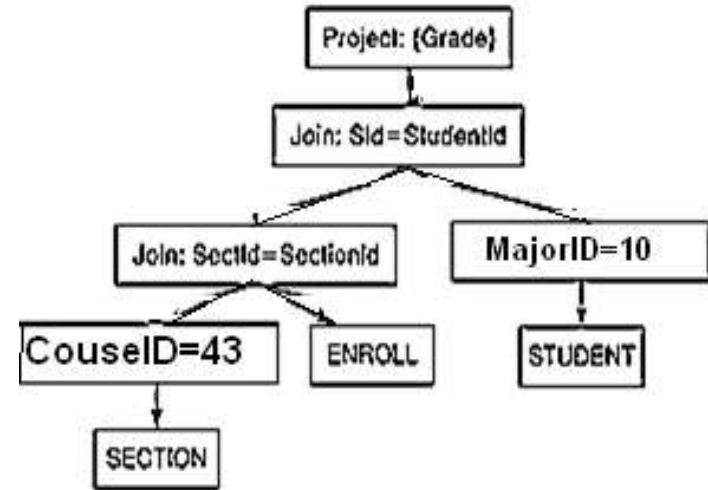 Project: {Grade}
Join: SId=StudentId
Join: SectId=SectionId
MajorID=10
CouseID=43
ENROLL
STUDENT
SECTION